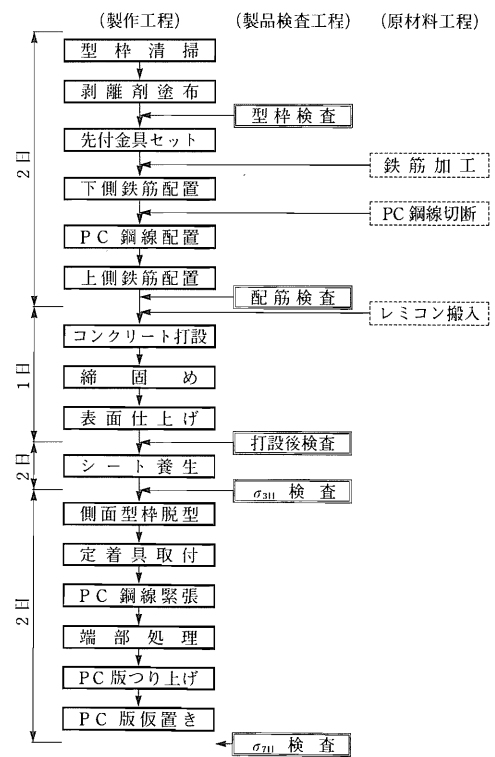 (製作工程) (製品検査工程) (原材料工程)
型枠清掃
剥離剤塗布
型枠検査
先付金具セット
鉄筋加工
2日
下側鉄筋配置
PC鋼線切断
PC鋼線配置
上側鉄筋配置
配筋検査
レミコン搬入
コンクリート打設
1日
締固め
表面仕上げ
打設後検査
2日
シート養生
σ3日 検査
側面型枠脱型
定着具取付
PC鋼線緊張
2日
端部処理
PC版つり上げ
PC版仮置き
σ7日 検査